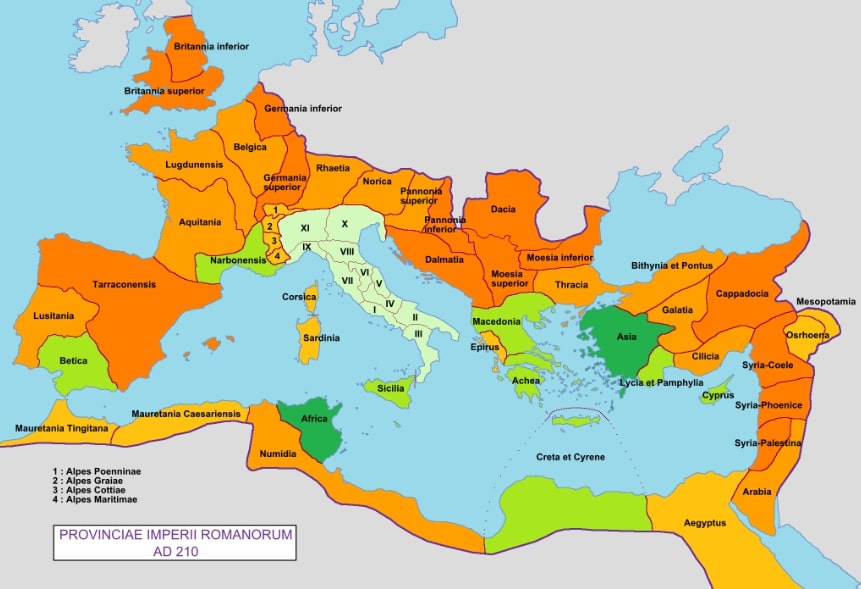 Britannia inferior
Britannia superior
Germania inferior
Belgica
Lugdunensis
Germania
superior
Rhaetia
Norica
Pannonia
superior
Pannonia
inferior
Dacia
Aquitania
1
2
3
4
XI
X
IX
VIII
VI
VII
V
IV
I
II
III
Narbonensis
Dalmatia
Moesia inferior
Moesia
superior
Thracia
Bithynia et Pontus
Cappadocia
Galatia
Mesopotamia
Osrhoena
Tarraconensis
Lusitania
Betica
Corsica
Sardinia
Macedonia
Epirus
Achea
Asia
Cilicia
Lycia et Pamphylia
Syria-Coele
Cyprus
Syria-Phoenice
Syria-Palestina
Arabia
Sicilia
Africa
Mauretania Caesariensis
Mauretania Tingitana
Numidia
Creta et Cyrene
Aegyptus
1 : Alpes Poenninae
2 : Alpes Graiae
3 : Alpes Cottiae
4 : Alpes Maritimae
PROVINCIAE IMPERII ROMANORUM
AD 210